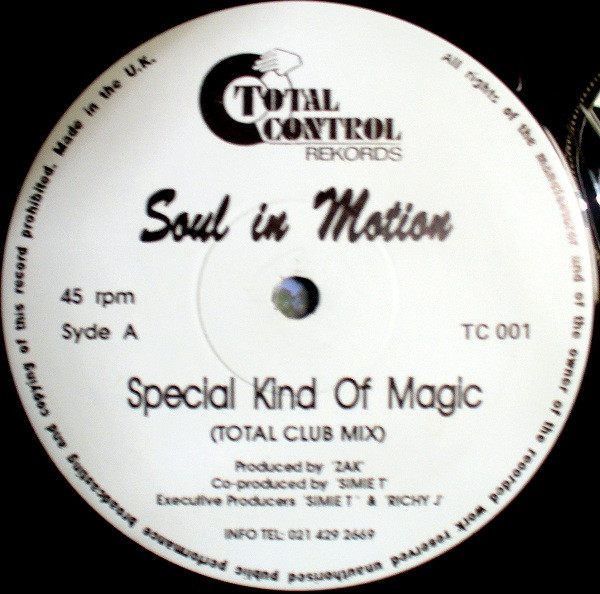 TOTAL
CONTROL
REKORDS
Soul in Motion
45 rpm
Syde A
TC 001
Special Kind Of Magic
(TOTAL CLUB MIX)
Produced by 'ZAK'
Co-produced by 'SIMIE T'
Executive Producers 'SIMIE T' & 'RICHY J'
INFO TEL: 021 429 2669
All rights of the manufacturer and of the owner of the recorded work reserved unauthorised public performance broadcasting and copying of this record prohibited. Made in the U.K.